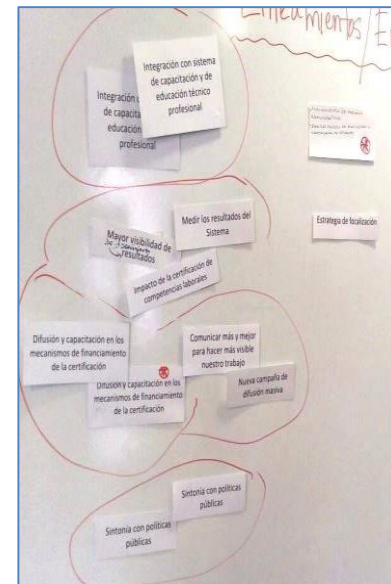 Lineamientos/
Integración con sistema
de capacitación y de
educación técnico
profesional
Integración
de capacita
educació
profesional
Medir los resultados del
Sistema
Mayor visibilidad de
resultados
Impacto de la certificación de
competencias laborales
Estrategia de focalización
Difusión y capacitación en los
mecanismos de financiamiento
de la certificación
Difusión y capacitación en los
mecanismos de financiamiento
de la certificación
Comunicar más y mejor
para hacer más visible
nuestro trabajo
Nueva campaña de
difusión masiva
Sintonía con políticas
públicas
Sintonía con políticas
públicas